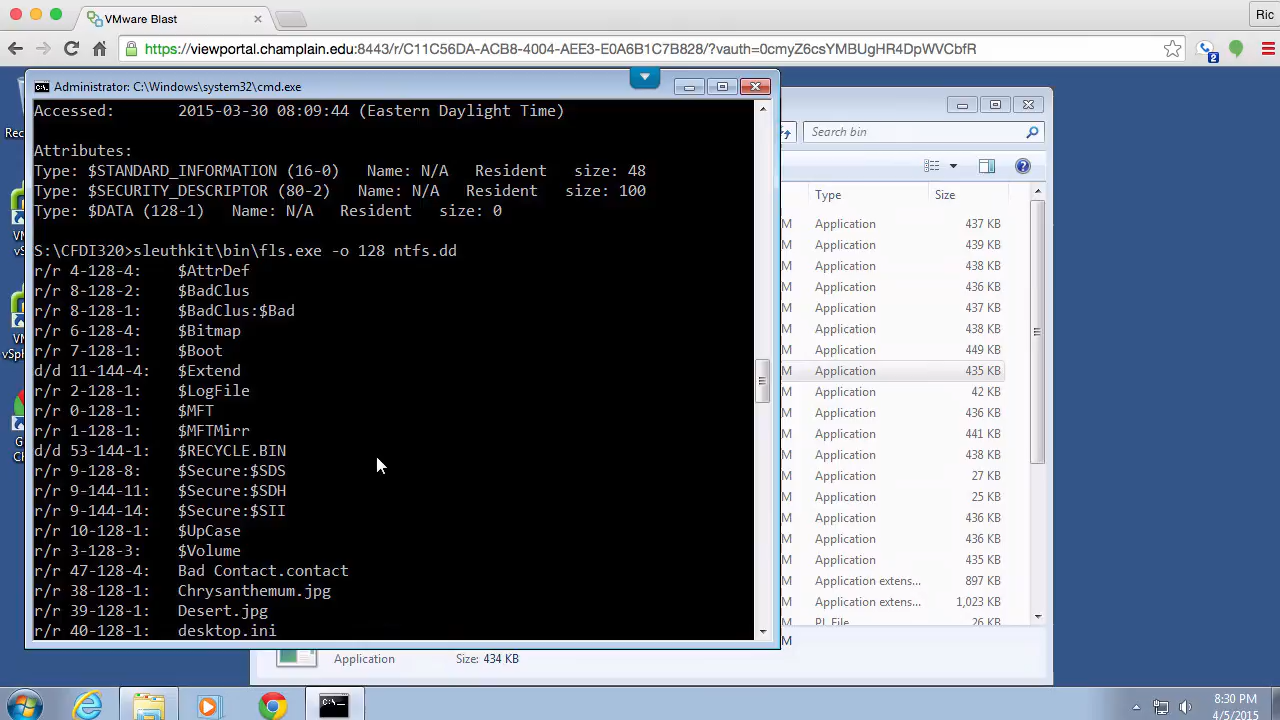 VMware Blast
Ric
https://viewportal.champlain.edu:8443/r/C11C56DA-ACB8-4004-AEE3-E0A6B1C7B828/?vauth=0cmyZ6csYMBUgHR4DpWVCbfR
2
Administrator: C:\Windows\system32\cmd.exe
Accessed: 2015-03-30 08:09:44 (Eastern Daylight Time)
Attributes:
Type: $STANDARD_INFORMATION (16-0) Name: N/A Resident size: 48
Type: $SECURITY_DESCRIPTOR (80-2) Name: N/A Resident size: 100
Type: $DATA (128-1) Name: N/A Resident size: 0
S:\CFDI320>sleuthkit\bin\fls.exe -o 128 ntfs.dd
r/r 4-128-4: $AttrDef
r/r 8-128-2: $BadClus
r/r 8-128-1: $BadClus:$Bad
r/r 6-128-4: $Bitmap
r/r 7-128-1: $Boot
d/d 11-144-4: $Extend
r/r 2-128-1: $LogFile
r/r 0-128-1: $MFT
r/r 1-128-1: $MFTMirr
d/d 53-144-1: $RECYCLE.BIN
r/r 9-128-8: $Secure:$SDS
r/r 9-144-11: $Secure:$SDH
r/r 9-144-14: $Secure:$SII
r/r 10-128-1: $UpCase
r/r 3-128-3: $Volume
r/r 47-128-4: Bad Contact.contact
r/r 38-128-1: Chrysanthemum.jpg
r/r 39-128-1: Desert.jpg
r/r 40-128-1: desktop.ini
Search bin
Type Size
M Application 437 KB
M Application 439 KB
M Application 438 KB
M Application 436 KB
M Application 437 KB
M Application 438 KB
M Application 449 KB
M Application 435 KB
M Application 42 KB
M Application 436 KB
M Application 441 KB
M Application 438 KB
M Application 27 KB
M Application 25 KB
M Application 436 KB
M Application 436 KB
M Application 435 KB
M Application extens... 897 KB
M Application extens... 1,023 KB
M PL File 26 KB
M
Application Size: 434 KB
Rec
vS
VM
vSph
G
Ch
8:30 PM
4/5/2015